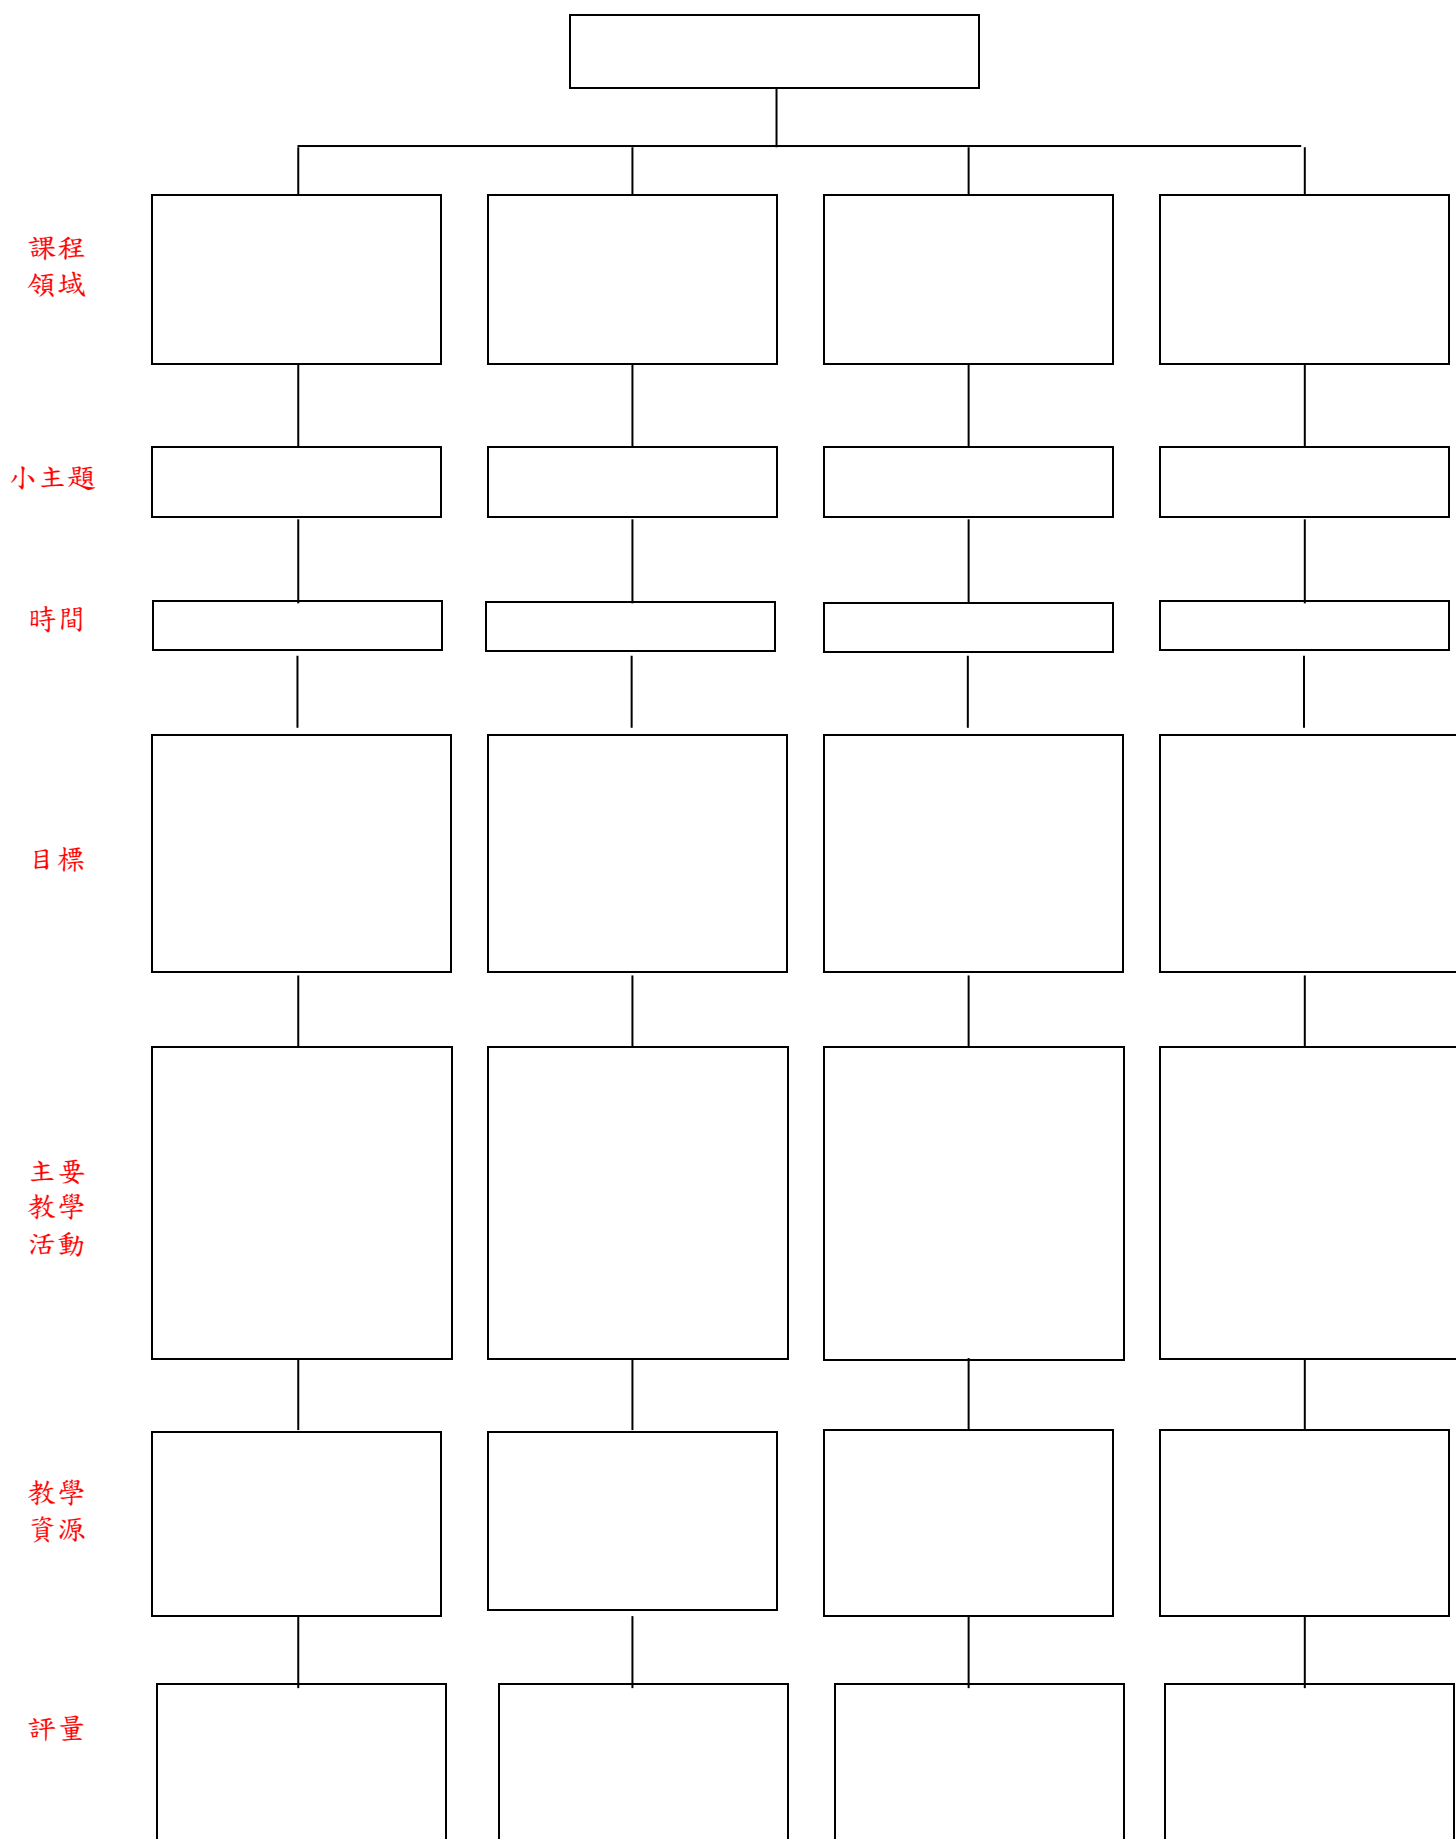 課程
領域
小主題
時間
目標
主要
教學
活動
教學
資源
評量